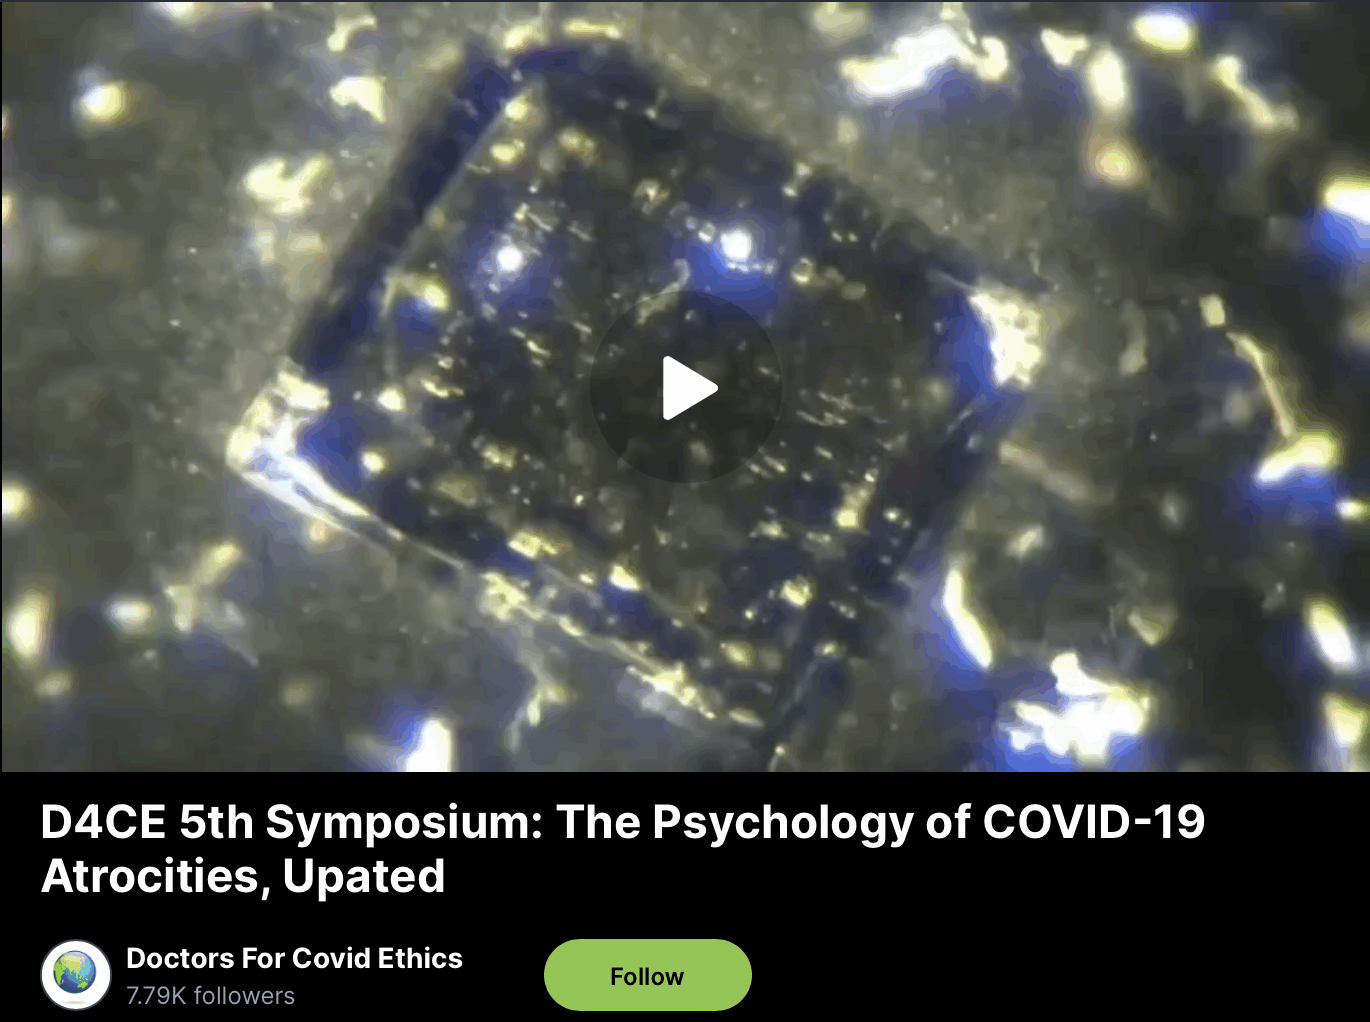 D4CE 5th Symposium: The Psychology of COVID-19
Atrocities, Upated
Doctors For Covid Ethics
7.79K followers
Follow